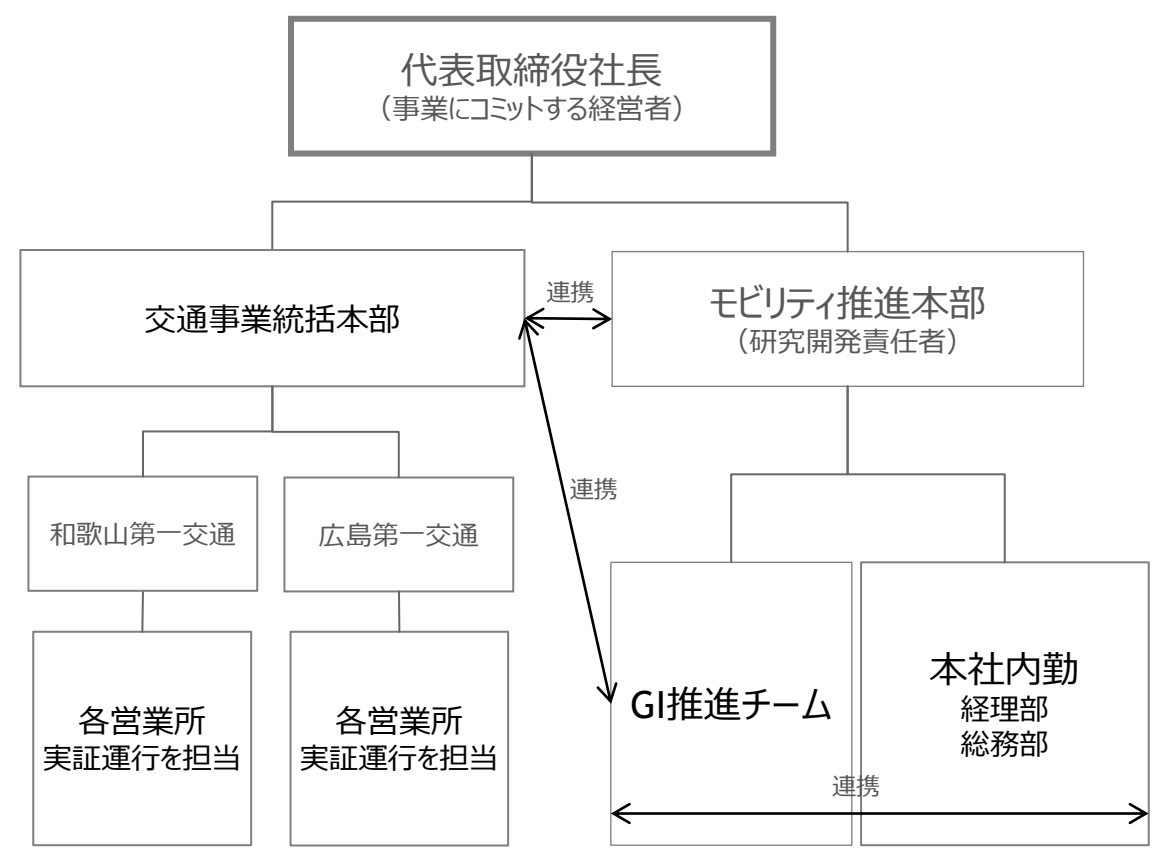 代表取締役社長
（事業にコミットする経営者）
交通事業統括本部
連携
モビリティ推進本部
（研究開発責任者）
連携
和歌山第一交通
広島第一交通
各営業所
実証運行を担当
各営業所
実証運行を担当
GI推進チーム
本社内勤
経理部
総務部
連携